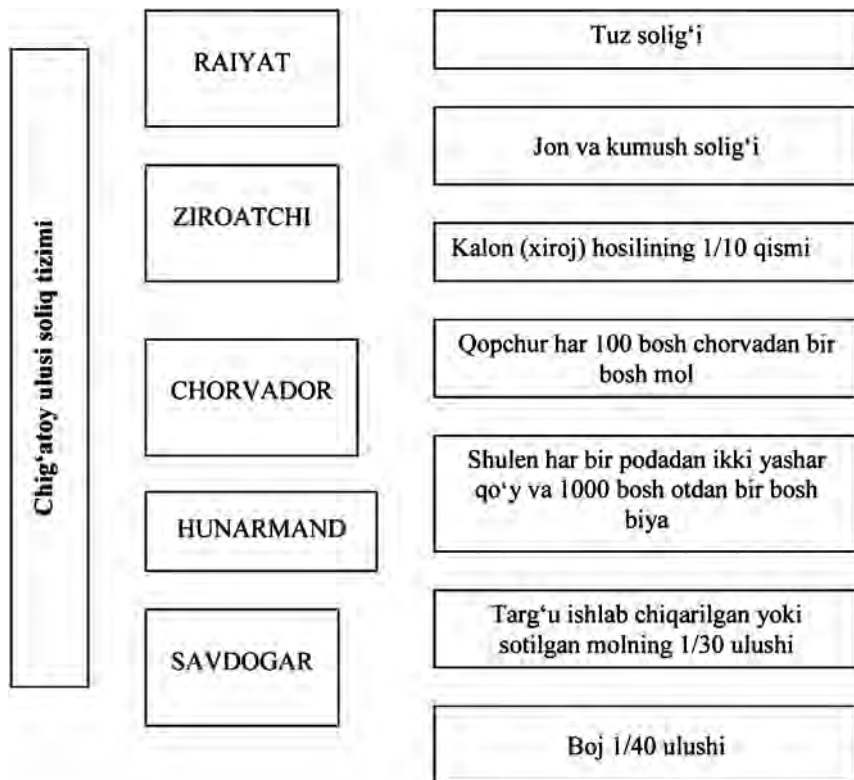 Chig‘atoy ulusi soliq tizimi
RAIYAT
ZIROATCHI
CHORVADOR
HUNARMAND
SAVDOGAR
Tuz solig‘i
Jon va kumush solig‘i
Kalon (xiroj) hosilining 1/10 qismi
Qopchur har 100 bosh chorvadan bir
bosh mol
Shulen har bir podadan ikki yashar
qo‘y va 1000 bosh otdan bir bosh
biya
Targ‘u ishlab chiqarilgan yoki
sotilgan molning 1/30 ulushi
Boj 1/40 ulushi